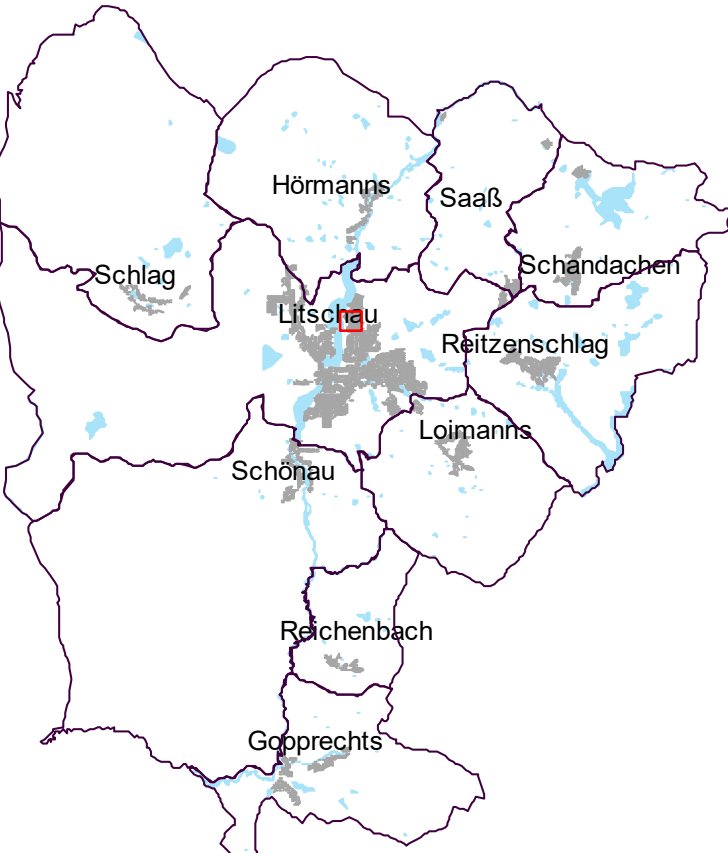 Hörmanns
Saaß
Schlag
Schandachen
Litschau
Reitzenschlag
Loimanns
Schönau
Reichenbach
Gopprechts